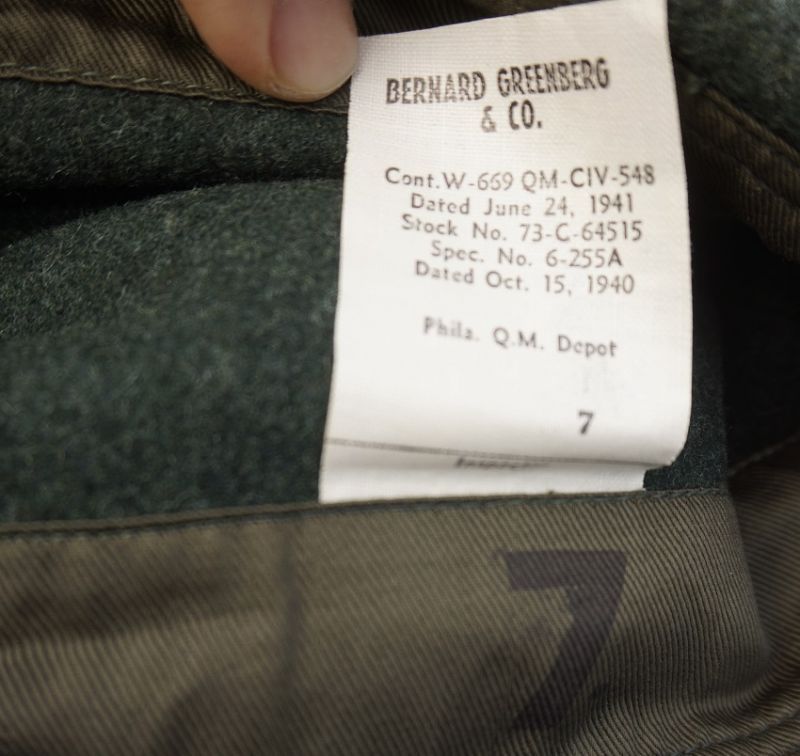 BERNARD GREENBERG
& CO.
Cont. W-669 QM-CIV-548
Dated June 24, 1941
Stock No. 73-C-64515
Spec. No. 6-255A
Dated Oct. 15, 1940
Phila. Q.M. Depot
7
7